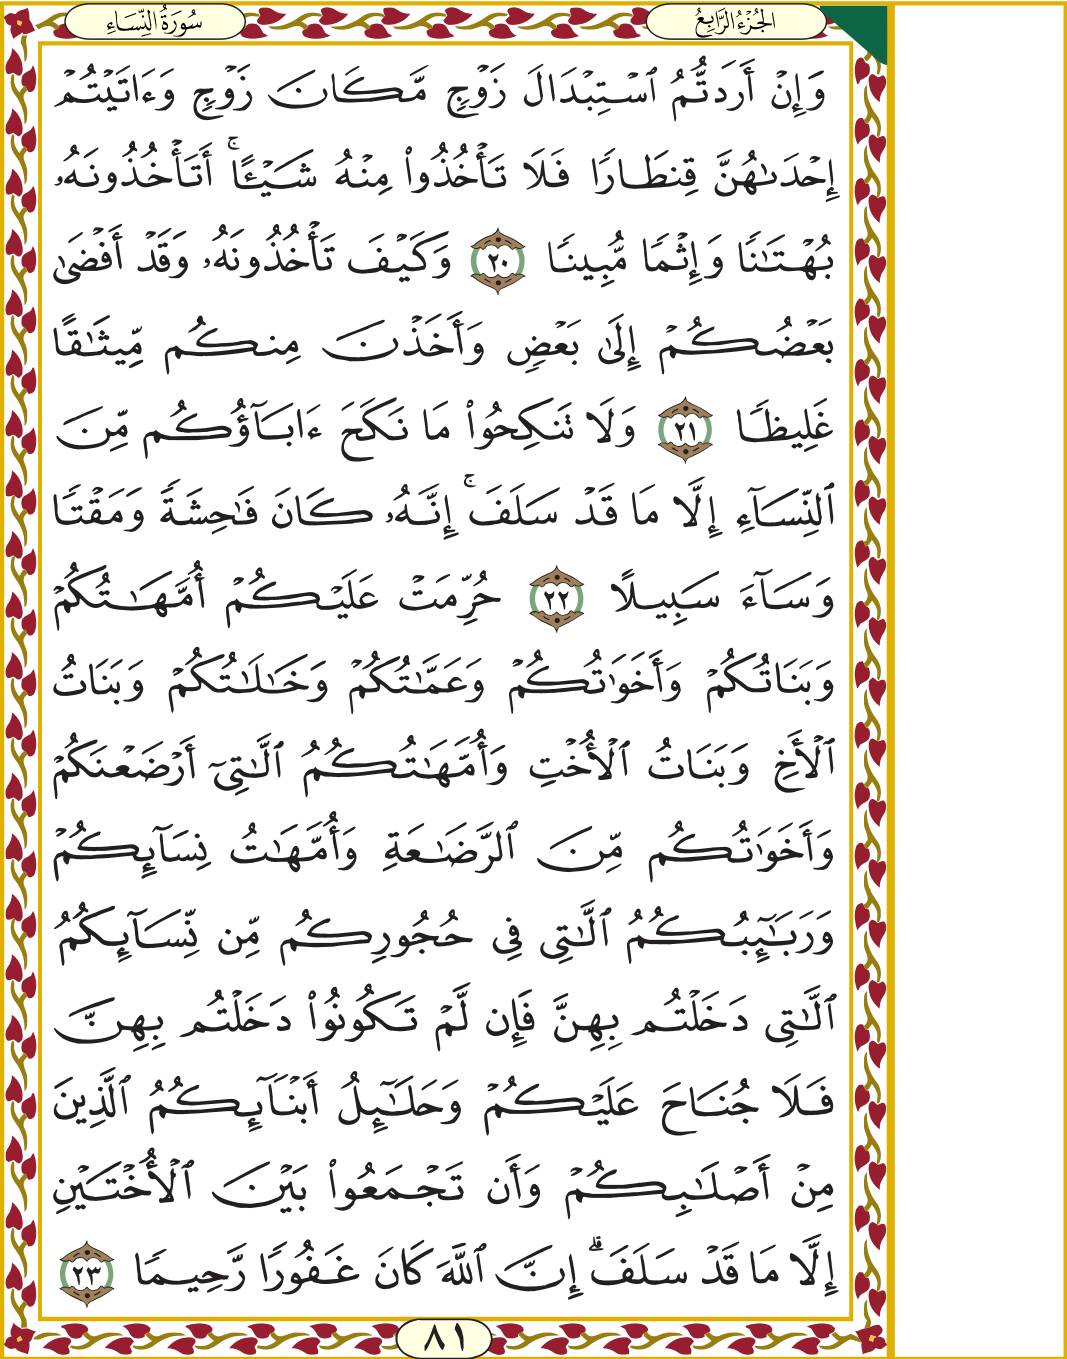 الجُزْءُ الرَّابِعُ
سُورَةُ النِّسَاءِ
وَإِنْ أَرَدتُّمُ ٱسْتِبْدَالَ زَوْجٍ مَّكَانَ زَوْجٍ وَءَاتَيْتُمْ
إِحْدَىٰهُنَّ قِنطَارًا فَلَا تَأْخُذُوا۟ مِنْهُ شَيْـًٔا ۚ أَتَأْخُذُونَهُۥ
بُهْتَـٰنًا وَإِثْمًا مُّبِينًا ٢٠ وَكَيْفَ تَأْخُذُونَهُۥ وَقَدْ أَفْضَىٰ
بَعْضُكُمْ إِلَىٰ بَعْضٍ وَأَخَذْنَ مِنكُم مِّيثَـٰقًا
غَلِيظًا ٢١ وَلَا تَنكِحُوا۟ مَا نَكَحَ ءَابَآؤُكُم مِّنَ
ٱلنِّسَآءِ إِلَّا مَا قَدْ سَلَفَ ۚ إِنَّهُۥ كَانَ فَـٰحِشَةً وَمَقْتًا
وَسَآءَ سَبِيلًا ٢٢ حُرِّمَتْ عَلَيْكُمْ أُمَّهَـٰتُكُمْ
وَبَنَاتُكُمْ وَأَخَوَٰتُكُمْ وَعَمَّـٰتُكُمْ وَخَـٰلَـٰتُكُمْ وَبَنَاتُ
ٱلْأَخِ وَبَنَاتُ ٱلْأُخْتِ وَأُمَّهَـٰتُكُمُ ٱلَّـٰتِىٓ أَرْضَعْنَكُمْ
وَأَخَوَٰتُكُم مِّنَ ٱلرَّضَـٰعَةِ وَأُمَّهَـٰتُ نِسَآئِكُمْ
وَرَبَـٰٓئِبُكُمُ ٱلَّـٰتِى فِى حُجُورِكُم مِّن نِّسَآئِكُمُ
ٱلَّـٰتِى دَخَلْتُم بِهِنَّ فَإِن لَّمْ تَكُونُوا۟ دَخَلْتُم بِهِنَّ
فَلَا جُنَاحَ عَلَيْكُمْ وَحَلَـٰٓئِلُ أَبْنَآئِكُمُ ٱلَّذِينَ
مِنْ أَصْلَـٰبِكُمْ وَأَن تَجْمَعُوا۟ بَيْنَ ٱلْأُخْتَيْنِ
إِلَّا مَا قَدْ سَلَفَ ۗ إِنَّ ٱللَّهَ كَانَ غَفُورًا رَّحِيمًا ٢٣
٨١